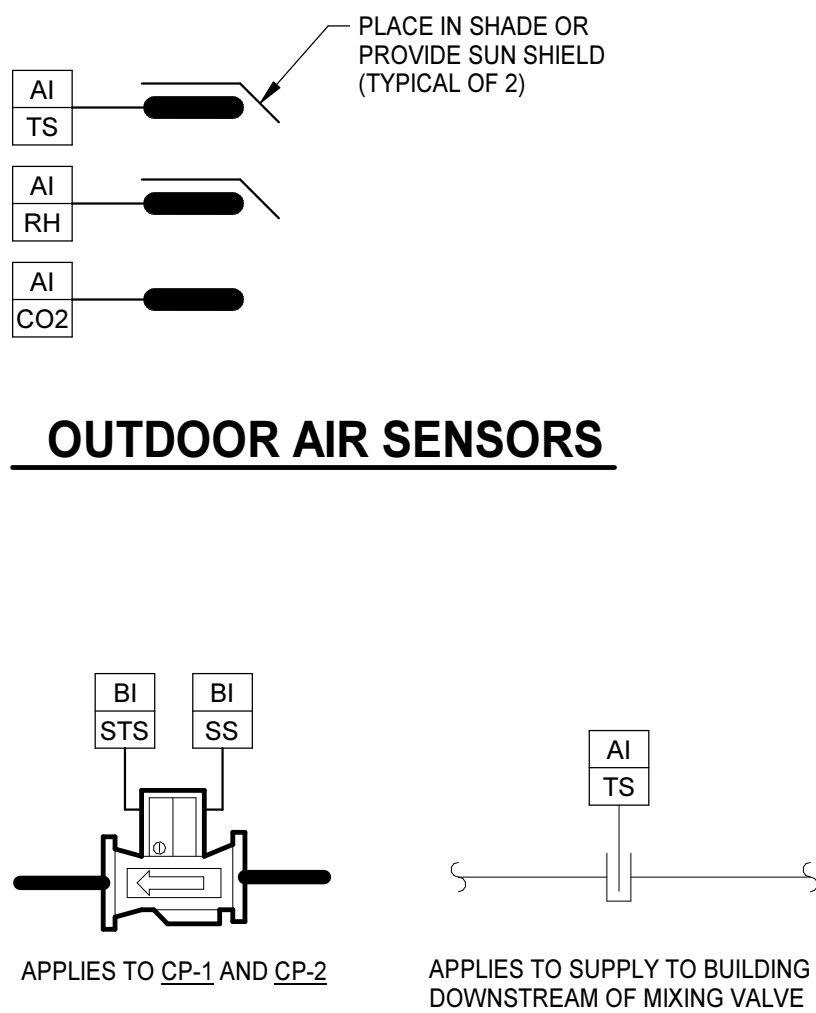 PLACE IN SHADE OR
PROVIDE SUN SHIELD
(TYPICAL OF 2)
AI
TS
AI
RH
AI
CO2
OUTDOOR AIR SENSORS
BI
STS
BI
SS
AI
TS
APPLIES TO CP-1 AND CP-2
APPLIES TO SUPPLY TO BUILDING
DOWNSTREAM OF MIXING VALVE